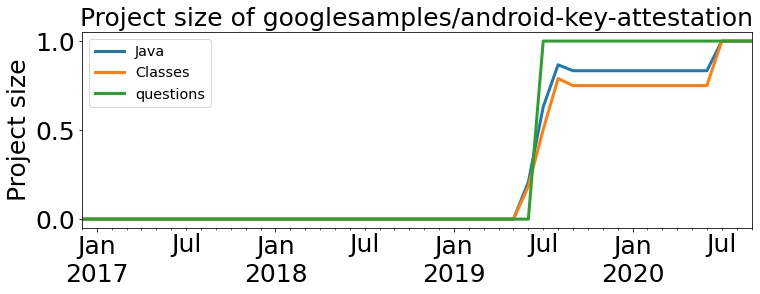 Project size of googlesamples/android-key-attestation
Project size
1.0
0.5
0.0
Java
Classes
questions
Jan Jul Jan Jul Jan Jul Jan Jul
2017 2018 2019 2020